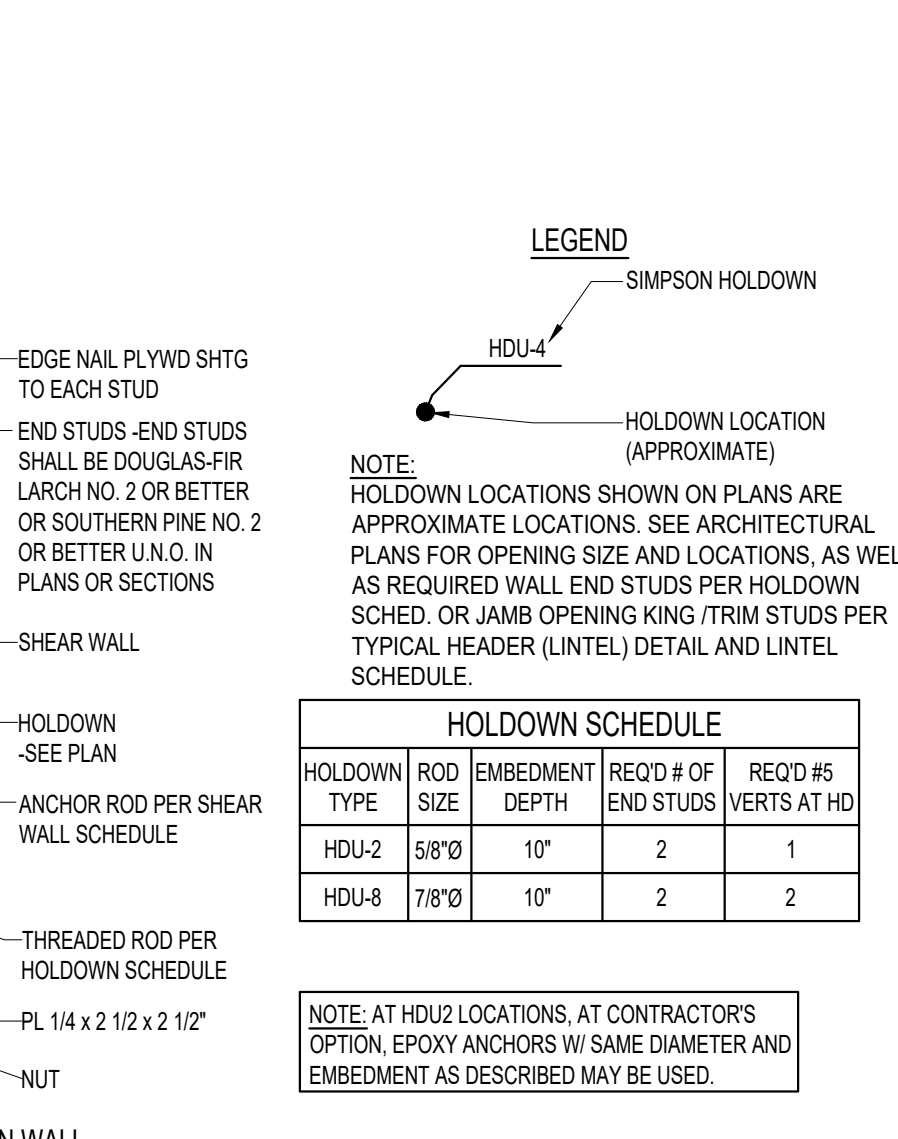 LEGEND
SIMPSON HOLDOWN
HDU-4
HOLDOWN LOCATION
(APPROXIMATE)
EDGE NAIL PLYWD SHTG
TO EACH STUD
END STUDS -END STUDS
SHALL BE DOUGLAS-FIR
LARCH NO. 2 OR BETTER
OR SOUTHERN PINE NO. 2
OR BETTER U.N.O. IN
PLANS OR SECTIONS
SHEAR WALL
HOLDOWN
-SEE PLAN
ANCHOR ROD PER SHEAR
WALL SCHEDULE
THREADED ROD PER
HOLDOWN SCHEDULE
PL 1/4 x 2 1/2 x 2 1/2"
NUT
NOTE:
HOLDOWN LOCATIONS SHOWN ON PLANS ARE
APPROXIMATE LOCATIONS. SEE ARCHITECTURAL
PLANS FOR OPENING SIZE AND LOCATIONS, AS WEL
AS REQUIRED WALL END STUDS PER HOLDOWN
SCHED. OR JAMB OPENING KING /TRIM STUDS PER
TYPICAL HEADER (LINTEL) DETAIL AND LINTEL
SCHEDULE.
HOLDOWN SCHEDULE
HOLDOWN TYPE ROD SIZE EMBEDMENT DEPTH REQ'D # OF END STUDS REQ'D #5 VERTS AT HD
HDU-2 5/8"Ø 10" 2 1
HDU-8 7/8"Ø 10" 2 2
NOTE: AT HDU2 LOCATIONS, AT CONTRACTOR'S
OPTION, EPOXY ANCHORS W/ SAME DIAMETER AND
EMBEDMENT AS DESCRIBED MAY BE USED.
N WALL